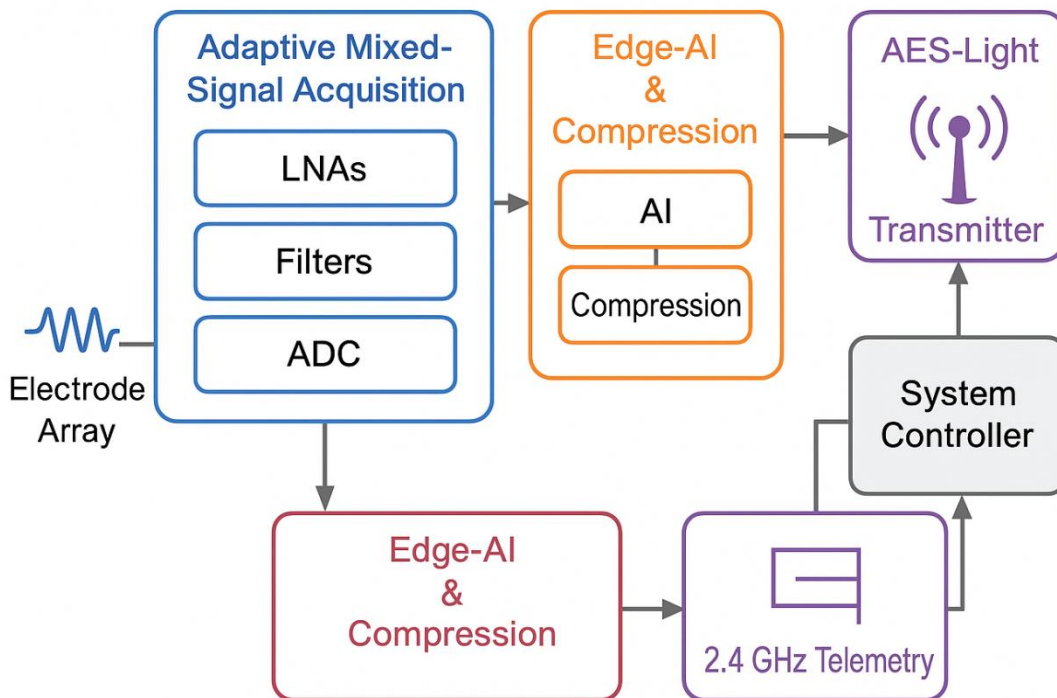 Adaptive Mixed-
Signal Acquisition
LNAs
Filters
ADC
Electrode
Array
Edge-AI
&
Compression
AI
Compression
AES-Light
Transmitter
System
Controller
Edge-AI
&
Compression
2.4 GHz Telemetry